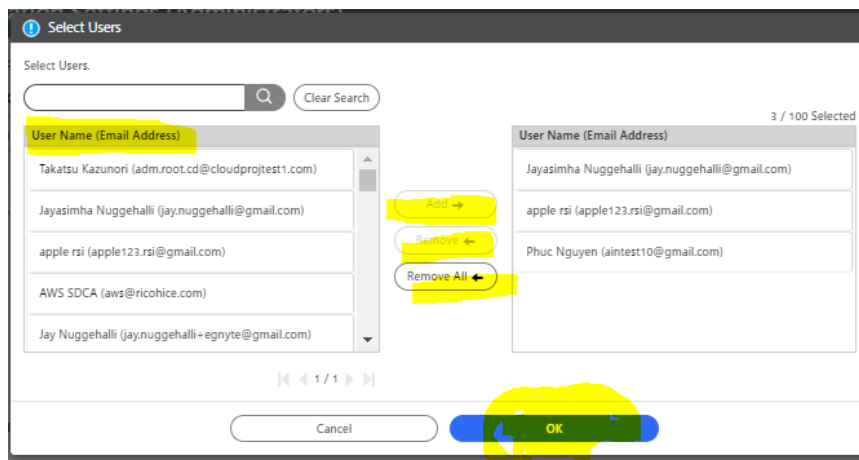 Select Users
Select Users.
Clear Search
3 / 100 Selected
User Name (Email Address)
Takatsu Kazunori (adm.root.cd@cloudprojtest1.com)
Jayasimha Nuggehalli (jay.nuggehalli@gmail.com)
apple rsi (apple123.rsi@gmail.com)
AWS SDCA (aws@ricohice.com)
Jay Nuggehalli (jay.nuggehalli+egnyte@gmail.com)
1 / 1
Add
Remove
Remove All
User Name (Email Address)
Jayasimha Nuggehalli (jay.nuggehalli@gmail.com)
apple rsi (apple123.rsi@gmail.com)
Phuc Nguyen (aintest10@gmail.com)
Cancel
OK